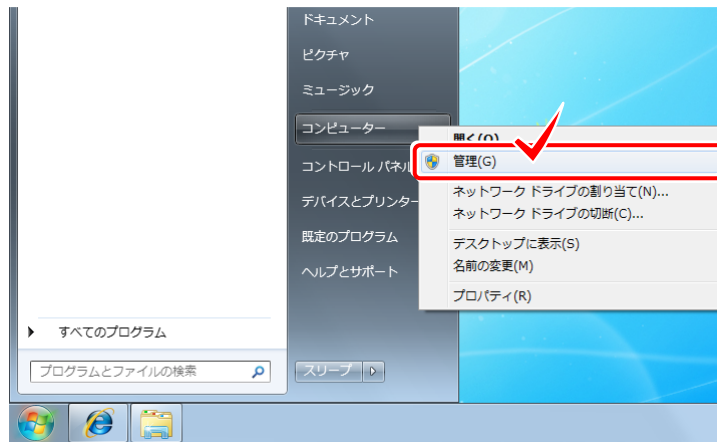 ドキュメント
ピクチャ
ミュージック
コンピューター
開く(O)
コントロール パネル
管理(G)
デバイスとプリンター
ネットワーク ドライブの割り当て(N)...
ネットワーク ドライブの切断(C)...
既定のプログラム
デスクトップに表示(S)
ヘルプとサポート
名前の変更(M)
プロパティ(R)
すべてのプログラム
プログラムとファイルの検索
スリープ